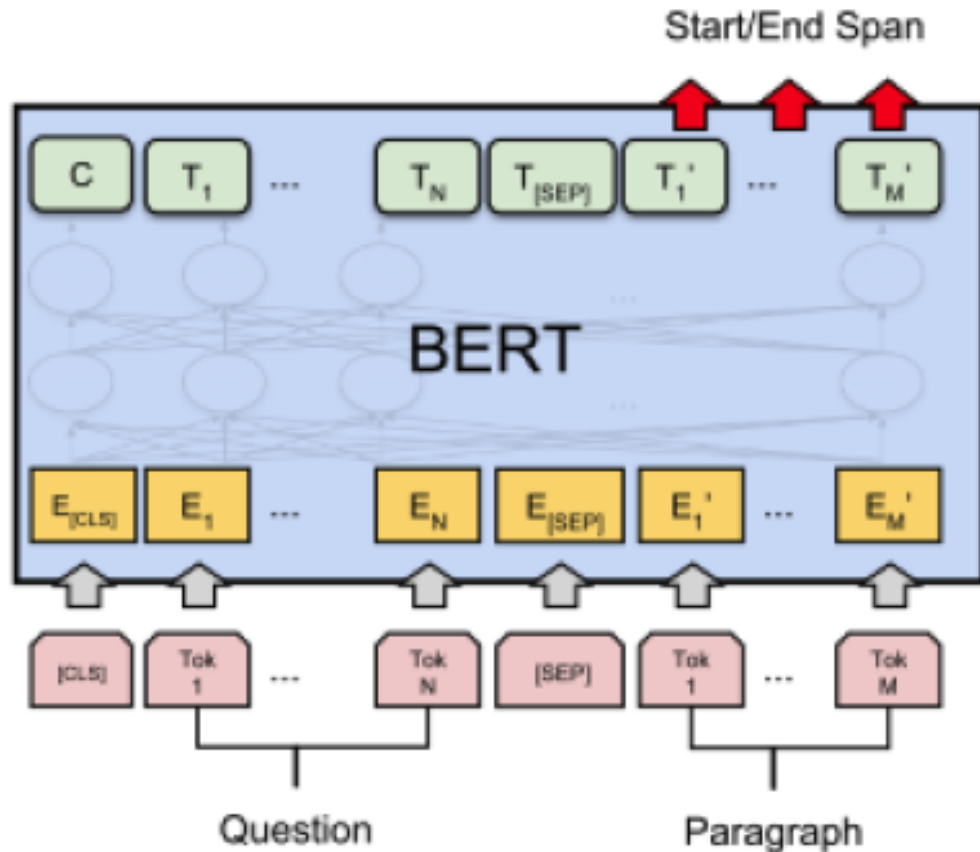 Start/End Span
C T1 ... TN T[SEP] T1' ... TM'
...
BERT
...
E[CLS] E1 ... EN E[SEP] E1' ... EM'
[CLS] Tok 1 ... Tok N [SEP] Tok 1 ... Tok M
Question Paragraph